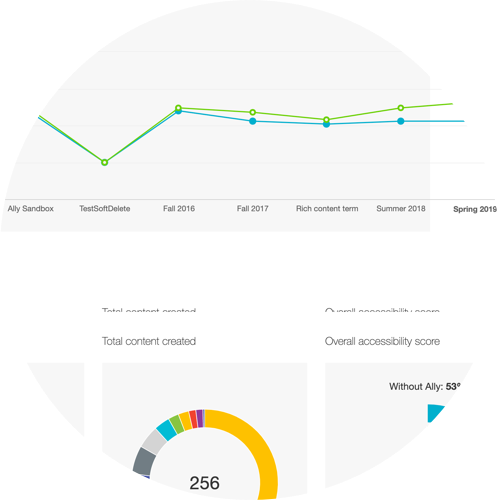 Ally Sandbox TestSoftDelete Fall 2016 Fall 2017 Rich content term Summer 2018 Spring 2019
Total content created Overall accessibility score
Total content created Overall accessibility score
Without Ally: 53°
256